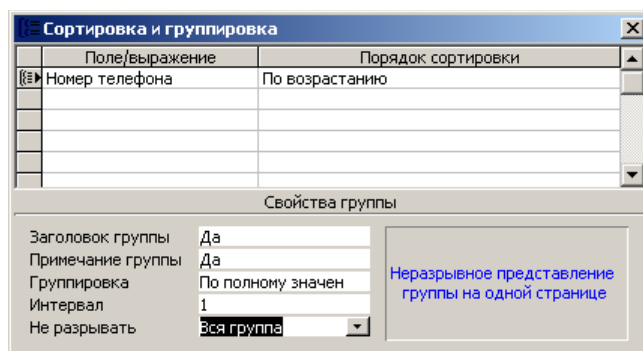 Сортировка и группировка
Поле/выражение Порядок сортировки
Номер телефона По возрастанию
Свойства группы
Заголовок группы Да
Примечание группы Да
Группировка По полному значен
Интервал 1
Не разрывать Вся группа
Неразрывное представление
группы на одной странице